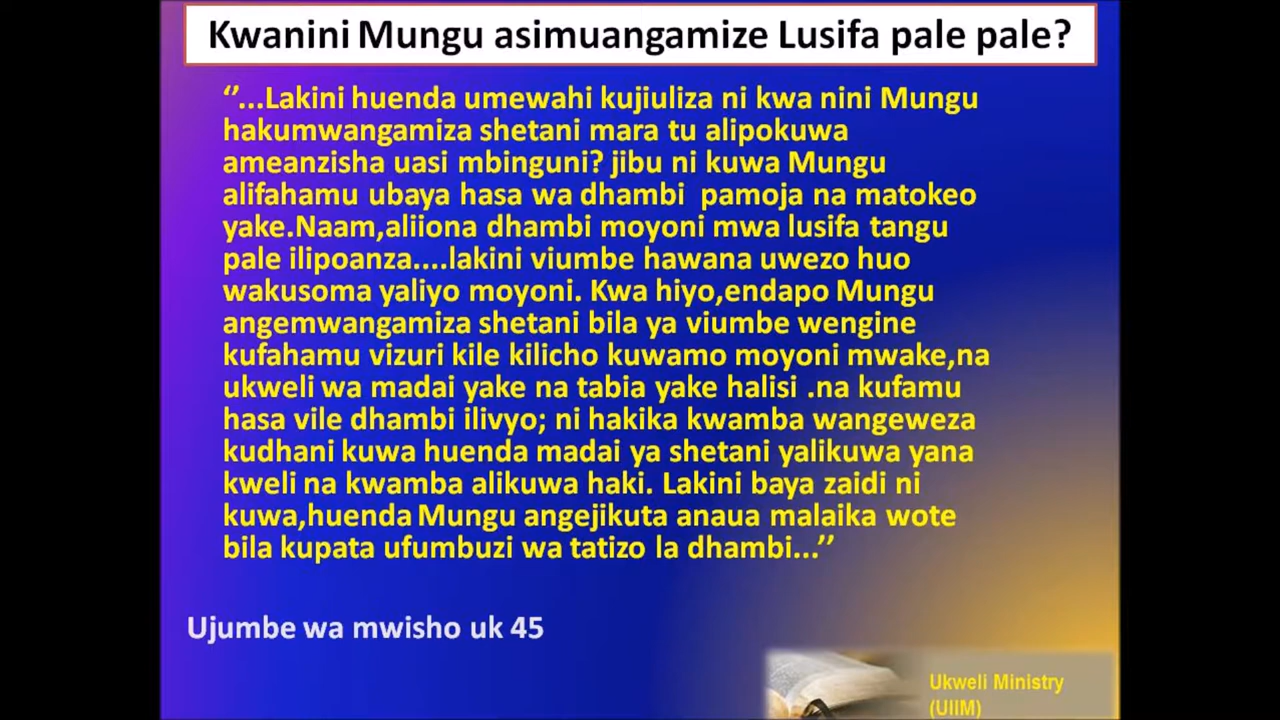 Kwanini Mungu asimuangamize Lusifa pale pale?
‘’...Lakini huenda umewahi kujiuliza ni kwa nini Mungu
hakumwangamiza shetani mara tu alipokuwa
ameanzisha uasi mbinguni? jibu ni kuwa Mungu
alifahamu ubaya hasa wa dhambi  pamoja na matokeo
yake.Naam,aliiona dhambi moyoni mwa lusifa tangu
pale ilipoanza....lakini viumbe hawana uwezo huo
wakusoma yaliyo moyoni. Kwa hiyo,endapo Mungu
angemwangamiza shetani bila ya viumbe wengine
kufahamu vizuri kile kilicho kuwamo moyoni mwake,na
ukweli wa madai yake na tabia yake halisi .na kufamu
hasa vile dhambi ilivyo; ni hakika kwamba wangeweza
kudhani kuwa huenda madai ya shetani yalikuwa yana
kweli na kwamba alikuwa haki. Lakini baya zaidi ni
kuwa,huenda Mungu angejikuta anaua malaika wote
bila kupata ufumbuzi wa tatizo la dhambi...’’
Ujumbe wa mwisho uk 45
Ukweli Ministry
(UIIM)